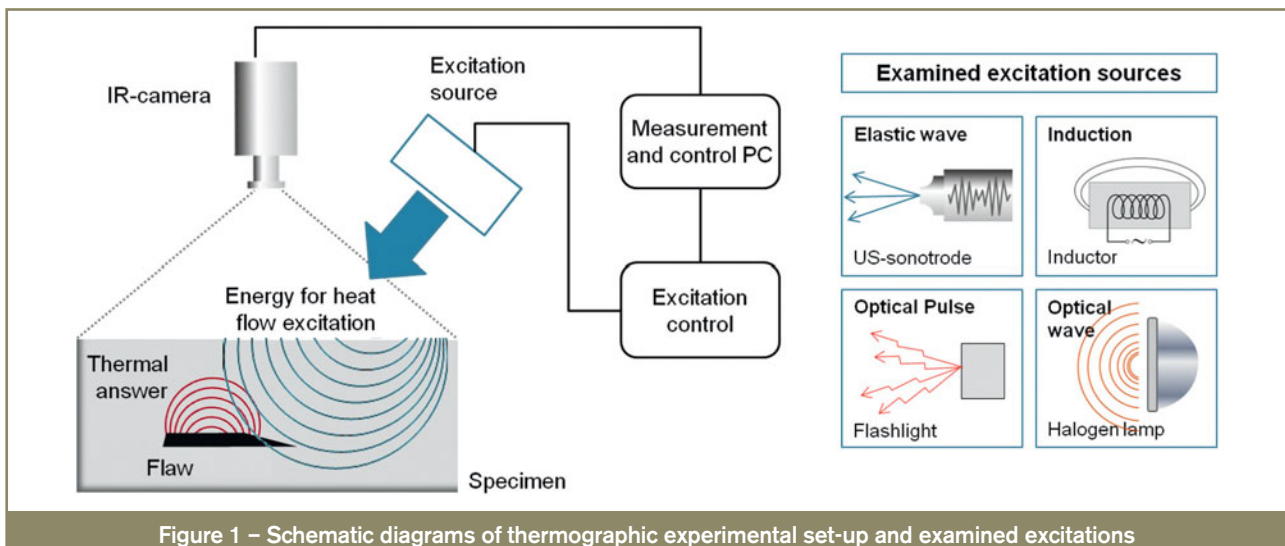 IR-camera
Excitation
source
Measurement
and control PC
Excitation
control
Energy for heat
flow excitation
Thermal
answer
Flaw
Specimen
Examined excitation sources
Elastic wave
US-sonotrode
Induction
Inductor
Optical Pulse
Flashlight
Optical
wave
Halogen lamp
Figure 1 – Schematic diagrams of thermographic experimental set-up and examined excitations